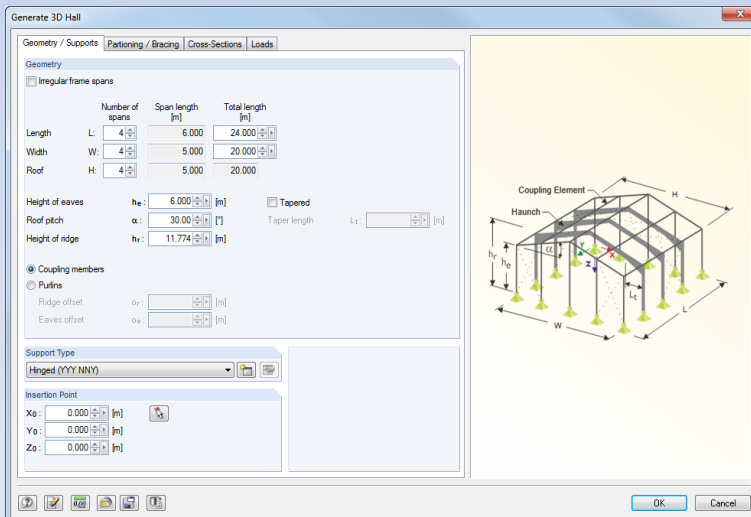 Generate 3D Hall
Geometry / Supports Partioning / Bracing Cross-Sections Loads
Geometry
Irregular frame spans
Number of spans Span length [m] Total length [m]
Length L: 4 6.000 24.000
Width W: 4 5.000 20.000
Roof H: 4 5.000 20.000
Height of eaves he : 6.000 [m] Tapered
Roof pitch α : 30.00 [°] Taper length Lt : [m]
Height of ridge hr : 11.774 [m]
Coupling members
Purlins
Ridge offset or : [m]
Eaves offset oe : [m]
Support Type
Hinged (YYY NNY)
Insertion Point
X0 : 0.000 [m]
Y0 : 0.000 [m]
Z0 : 0.000 [m]
Coupling Element
H
Haunch
hr he α Y X Z
Lt
W L
0,00
OK Cancel